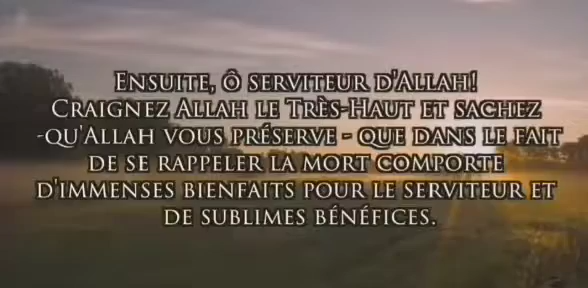 Ensuite, ô serviteur d'Allah!
Craignez Allah le Très-Haut et sachez
-qu'Allah vous préserve - que dans le fait
de se rappeler la mort comporte
d'immenses bienfaits pour le serviteur et
de sublimes bénéfices.